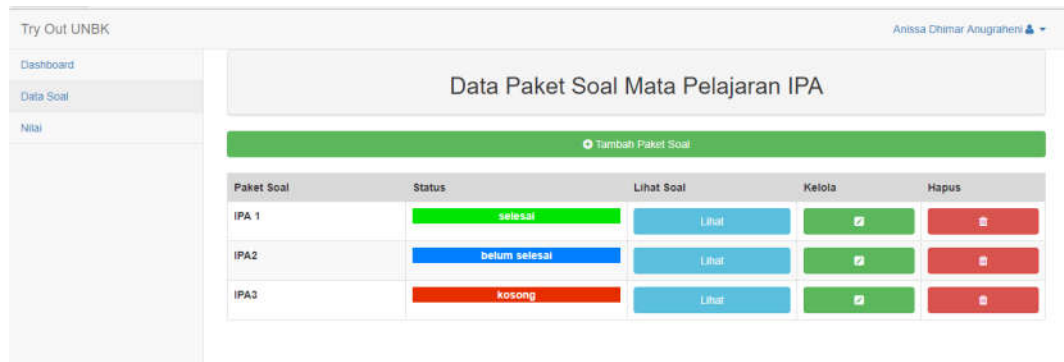 Try Out UNBK
Anissa Dhimar Anugraheni
Dashboard
Data Soal
Nilai
Data Paket Soal Mata Pelajaran IPA
Tambah Paket Soal
Paket Soal Status Lihat Soal Kelola Hapus
IPA 1 selesai Lihat
IPA2 belum selesai Lihat
IPA3 kosong Lihat